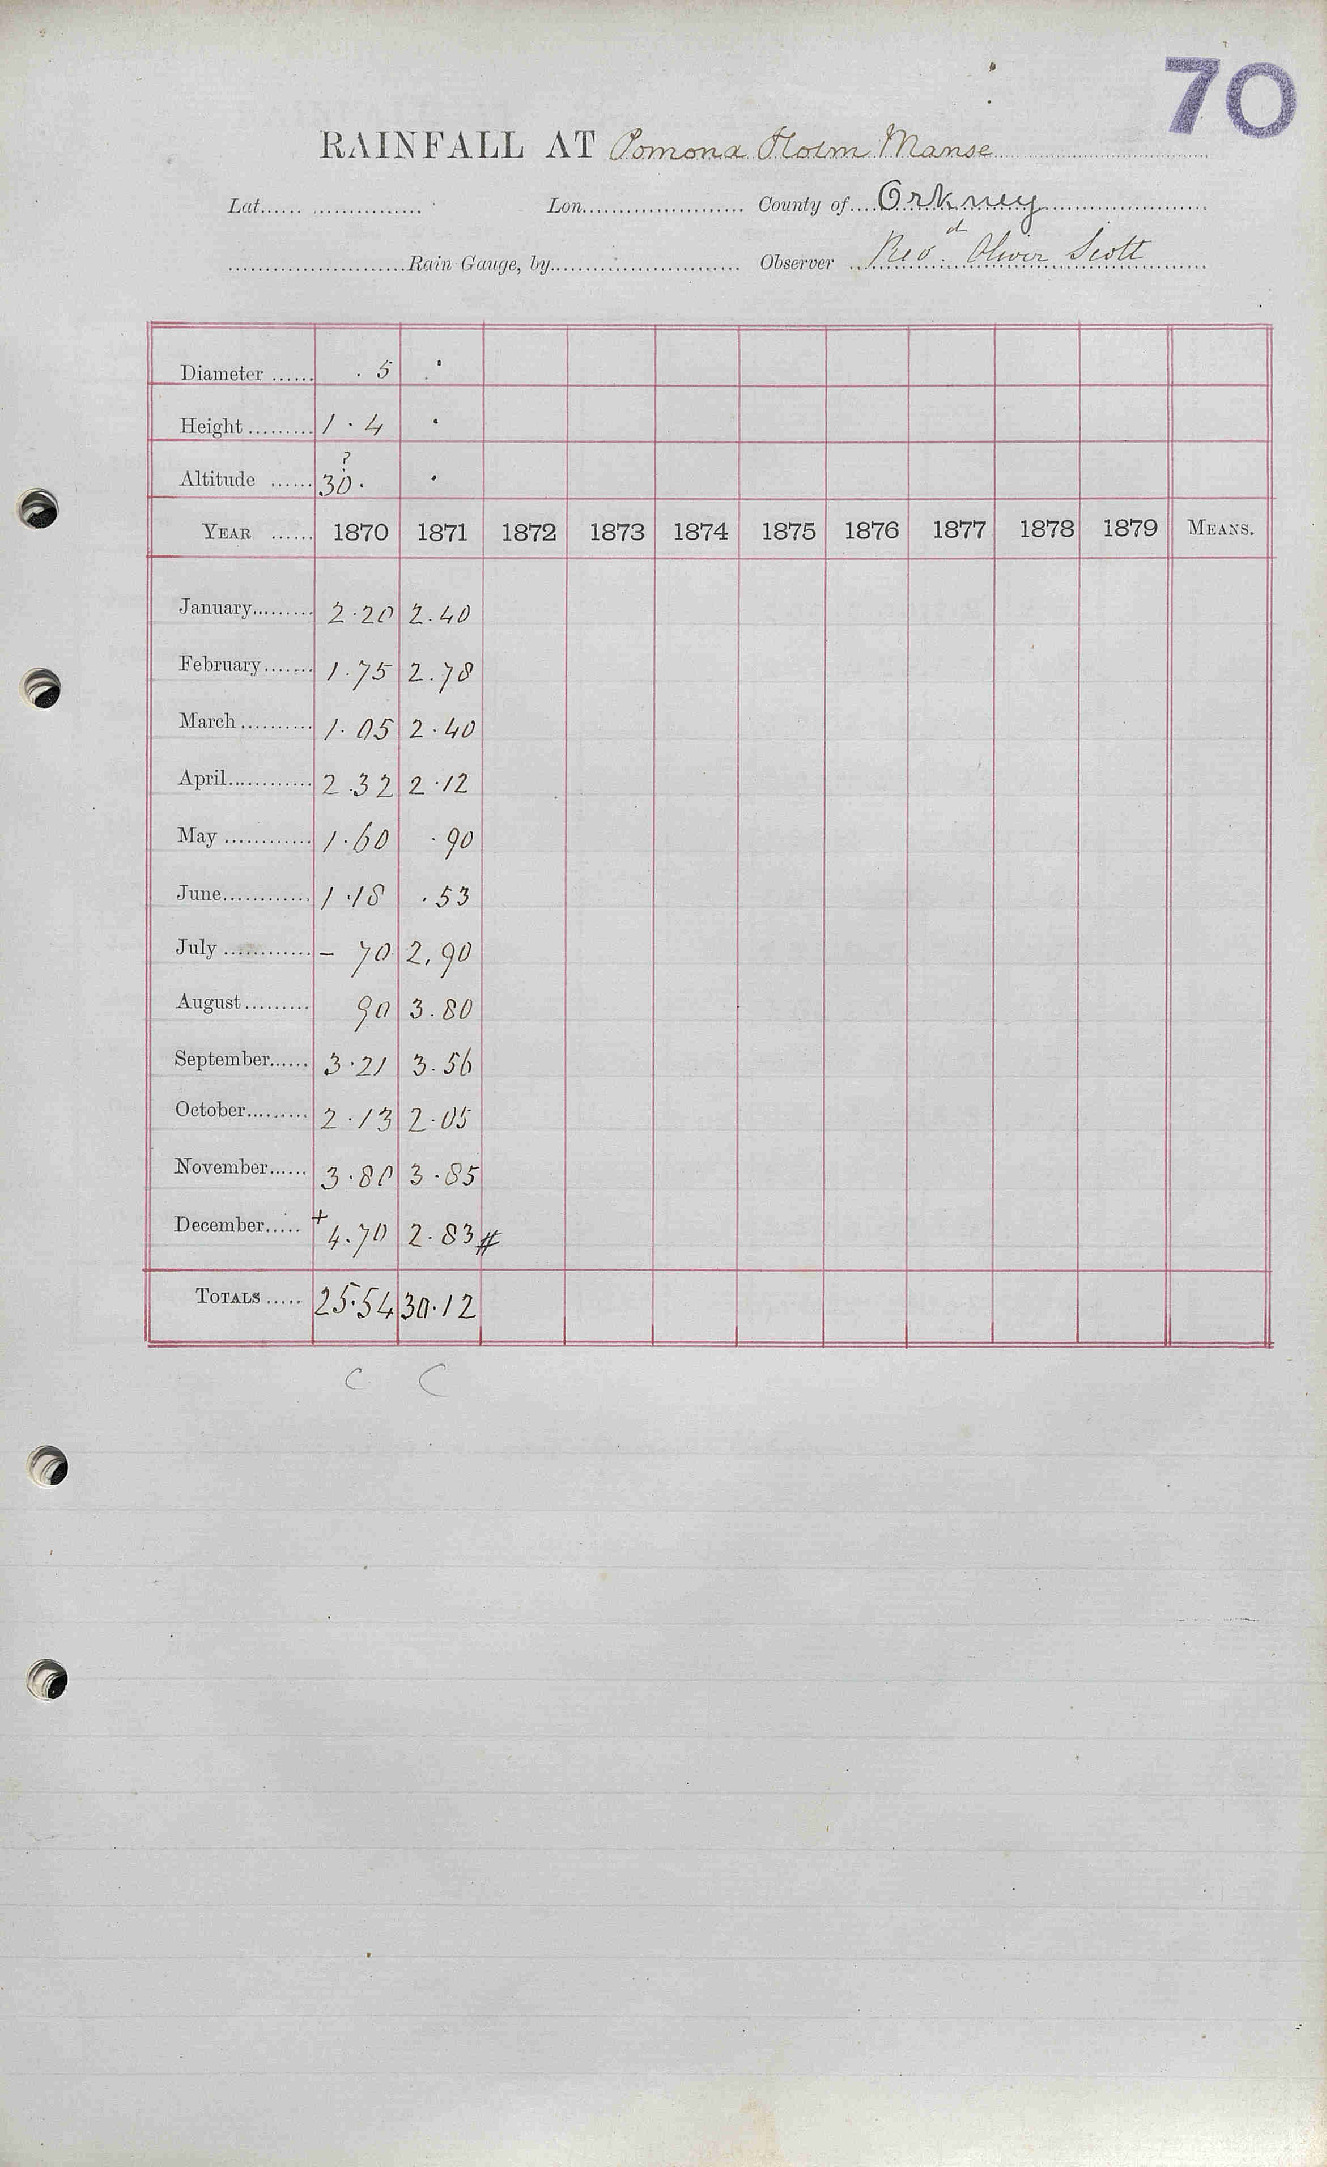 70
RAINFALL AT Pomona Holm Manse
Lat. Lon. County of Orkney
Rain Gauge, by Observer Revd. Oliver Scott
Diameter 5 ·
Height 1·4 ·
Altitude 30· ? ·
YEAR 1870 1871 1872 1873 1874 1875 1876 1877 1878 1879 MEANS.
January 2·20 2.40
February 1·75 2.78
March 1·05 2·40
April 2.32 2·12
May 1·60 ·90
June 1·18 ·53
July – 70 2,90
August 90 3.80
September 3·21 3.56
October 2·13 2·05
November 3·80 3·85
December + 4.70 2·83 #
TOTALS 25·54 30·12
C C